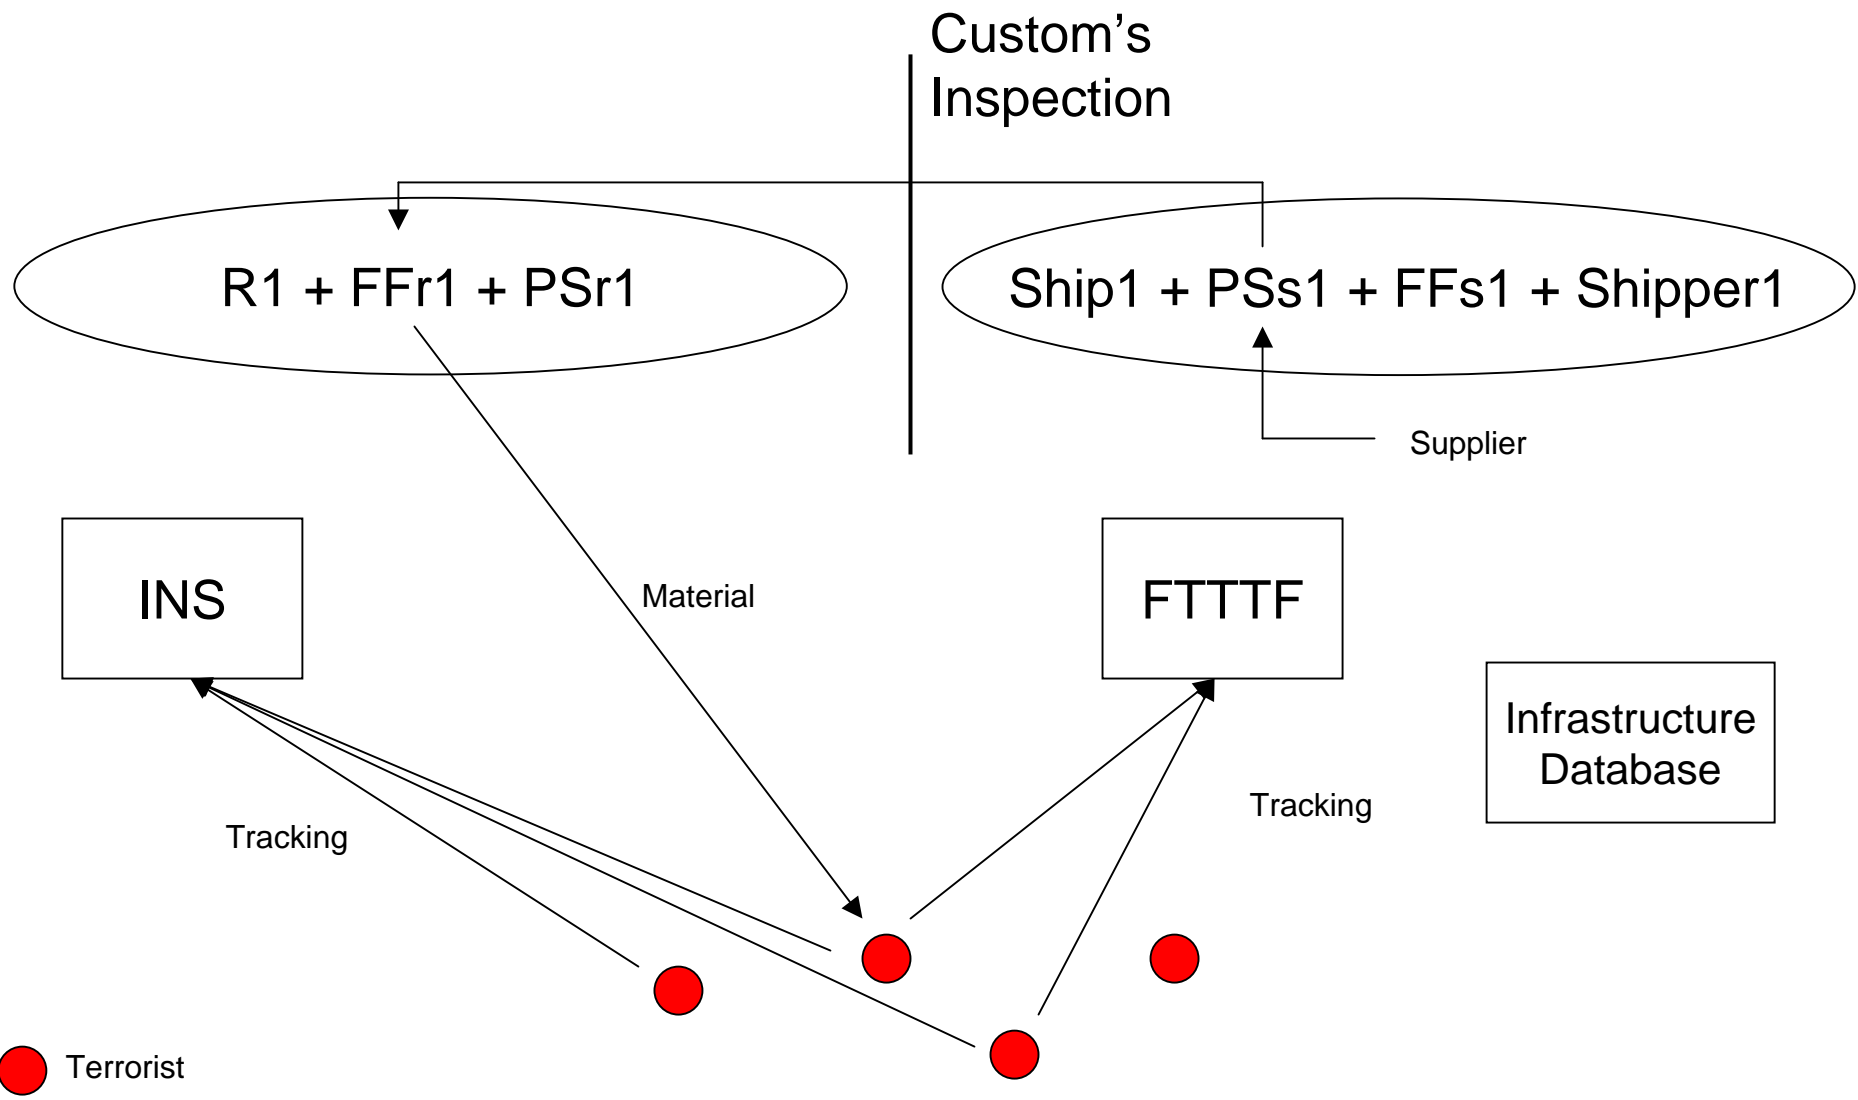 Custom’s
Inspection
R1 + FFr1 + PSr1
Ship1 + PSs1 + FFs1 + Shipper1
Supplier
INS
Material
FTTTF
Infrastructure
Database
Tracking
Tracking
Terrorist